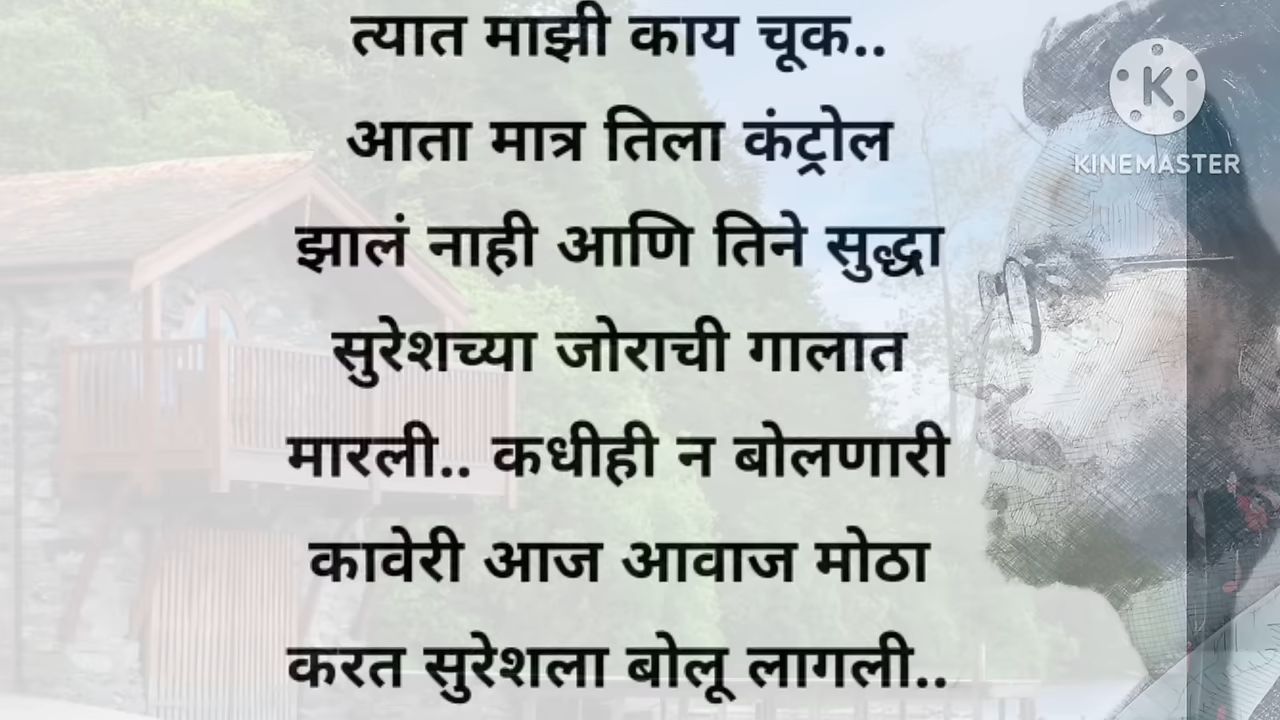 त्यात माझी काय चूक..
आता मात्र तिला कंट्रोल
झालं नाही आणि तिने सुद्धा
सुरेशच्या जोराची गालात
मारली.. कधीही न बोलणारी
कावेरी आज आवाज मोठा
करत सुरेशला बोलू लागली..
K
KINEMASTER